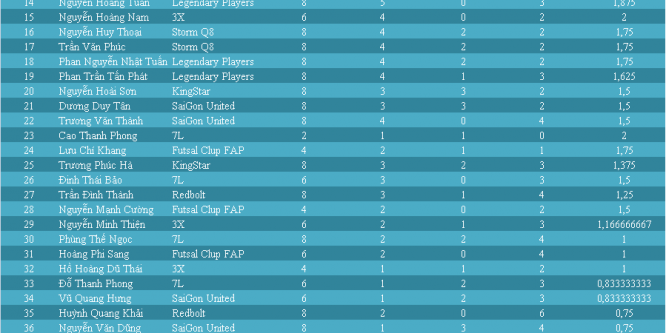 14 Nguyễn Hoàng Tuấn Legendary Players 8 5 0 3 1,875
15 Nguyễn Hoàng Nam 3X 6 4 0 2 2
16 Nguyễn Huy Thoại Storm Q8 8 4 2 2 1,75
17 Trần Văn Phúc Storm Q8 8 4 2 2 1,75
18 Phan Nguyễn Nhật Tuấn Legendary Players 8 4 2 2 1,75
19 Phan Trần Tấn Phát Legendary Players 8 4 1 3 1,625
20 Nguyễn Hoài Sơn KingStar 8 3 3 2 1,5
21 Dương Duy Tân SaiGon United 8 3 3 2 1,5
22 Trương Văn Thành SaiGon United 8 4 0 4 1,5
23 Cao Thanh Phong 7L 2 1 1 0 2
24 Lưu Chí Khang Futsal Clup FAP 4 2 1 1 1,75
25 Trương Phúc Hà KingStar 8 3 2 3 1,375
26 Đinh Thái Bảo 7L 6 3 0 3 1,5
27 Trần Đình Thành Redbolt 8 3 1 4 1,25
28 Nguyễn Mạnh Cường Futsal Clup FAP 4 2 0 2 1,5
29 Nguyễn Minh Thiện 3X 6 2 1 3 1,166666667
30 Phùng Thế Ngọc 7L 8 2 2 4 1
31 Hoàng Phi Sang Futsal Clup FAP 6 2 0 4 1
32 Hồ Hoàng Dũ Thái 3X 4 1 1 2 1
33 Đỗ Thanh Phong 7L 6 1 2 3 0,833333333
34 Vũ Quang Hưng SaiGon United 6 1 2 3 0,833333333
35 Huỳnh Quang Khải Redbolt 8 2 0 6 0,75
36 Nguyễn Văn Dũng SaiGon United 8 1 3 4 0,75